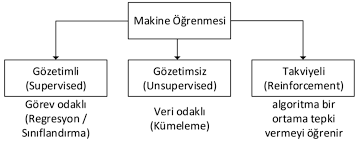 Makine Öğrenmesi
Gözetimli
(Supervised)
Görev odaklı
(Regresyon /
Sınıflandırma)
Gözetimsiz
(Unsupervised)
Veri odaklı
(Kümeleme)
Takviyeli
(Reinforcement)
algoritma bir
ortama tepki
vermeyi öğrenir